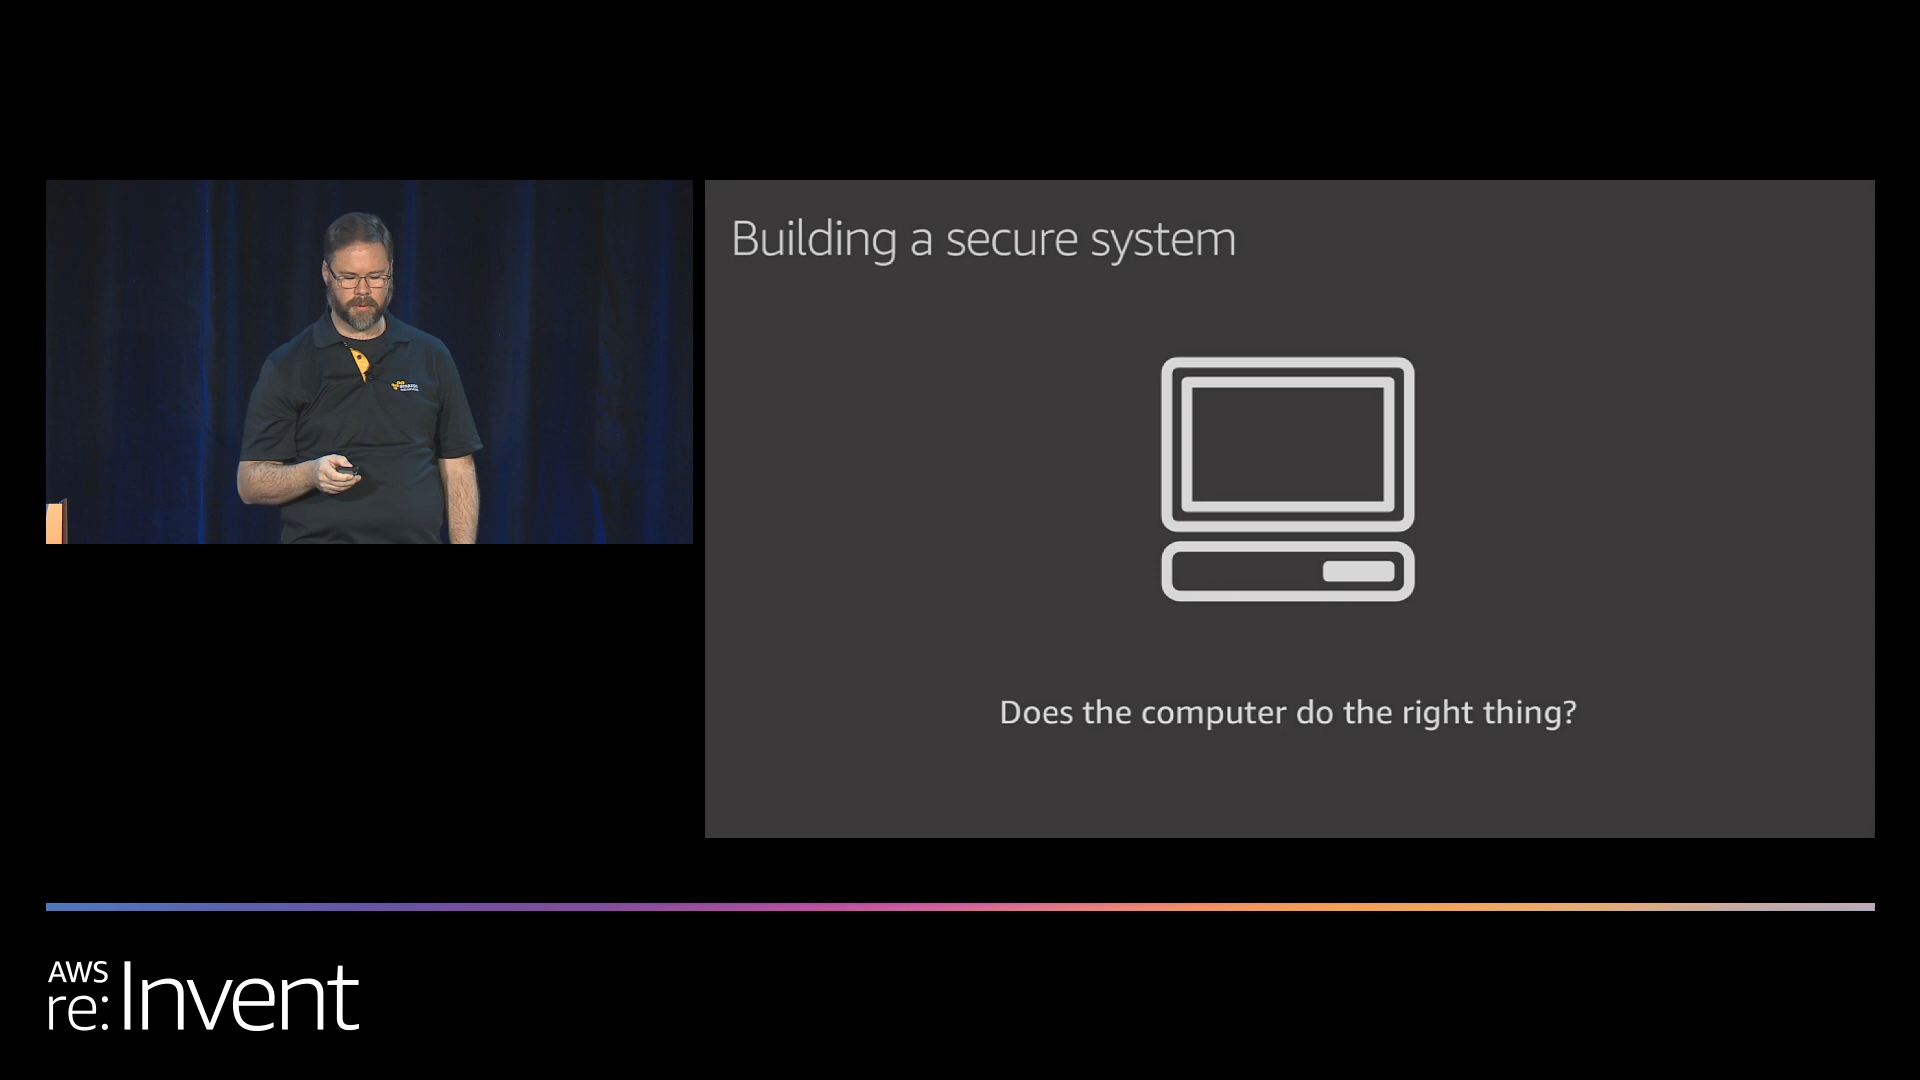 Building a secure system
Does the computer do the right thing?
AWS
re:Invent